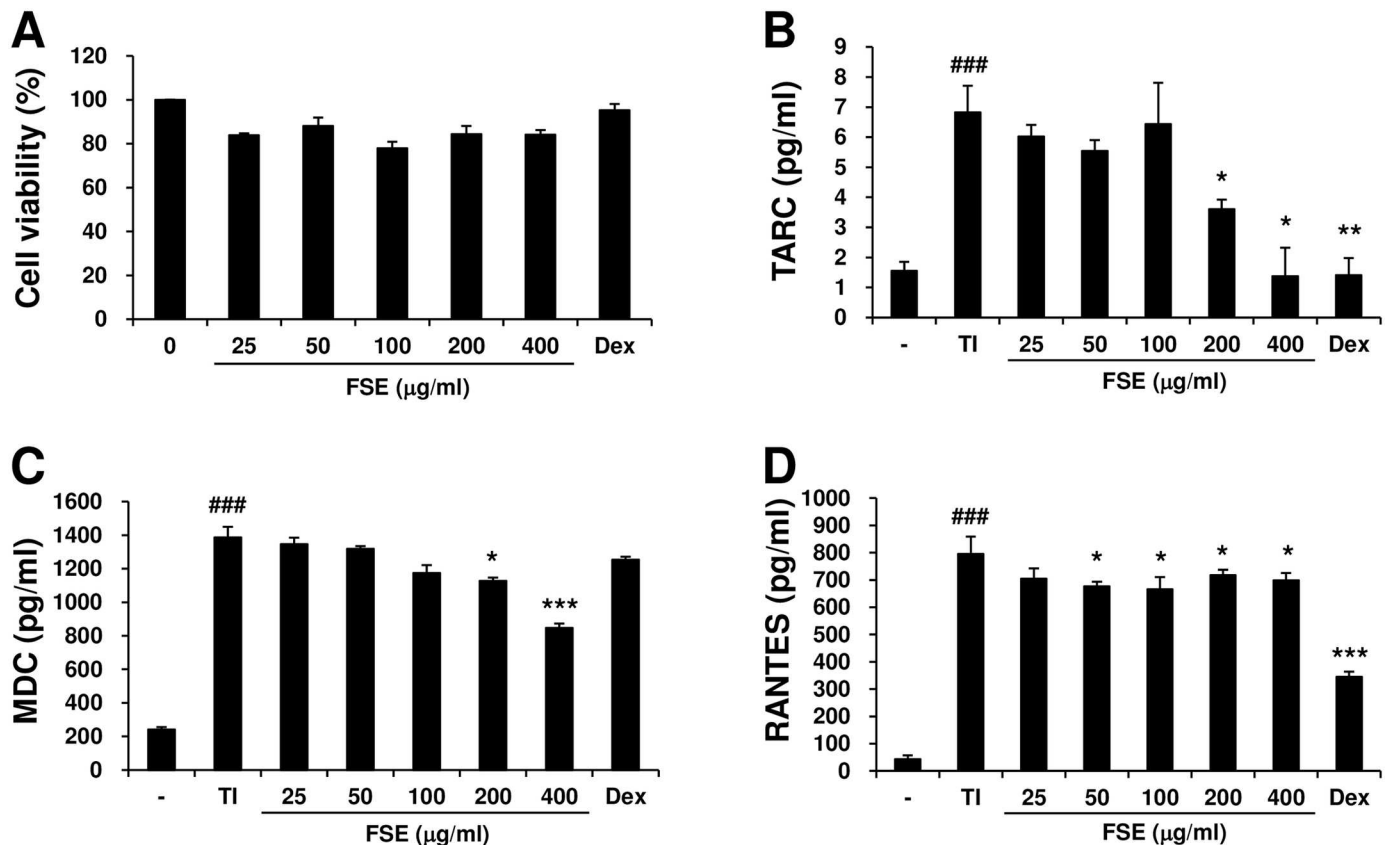 A
Cell viability (%)
120
100
80
60
40
20
0
0 25 50 100 200 400 Dex
FSE (μg/ml)
B
TARC (pg/ml)
9
8
7
6
5
4
3
2
1
0
###
*
*
**
- TI 25 50 100 200 400 Dex
FSE (μg/ml)
C
MDC (pg/ml)
1600
1400
1200
1000
800
600
400
200
0
###
*
***
- TI 25 50 100 200 400 Dex
FSE (μg/ml)
D
RANTES (pg/ml)
1000
900
800
700
600
500
400
300
200
100
0
###
* * * *
***
- TI 25 50 100 200 400 Dex
FSE (μg/ml)